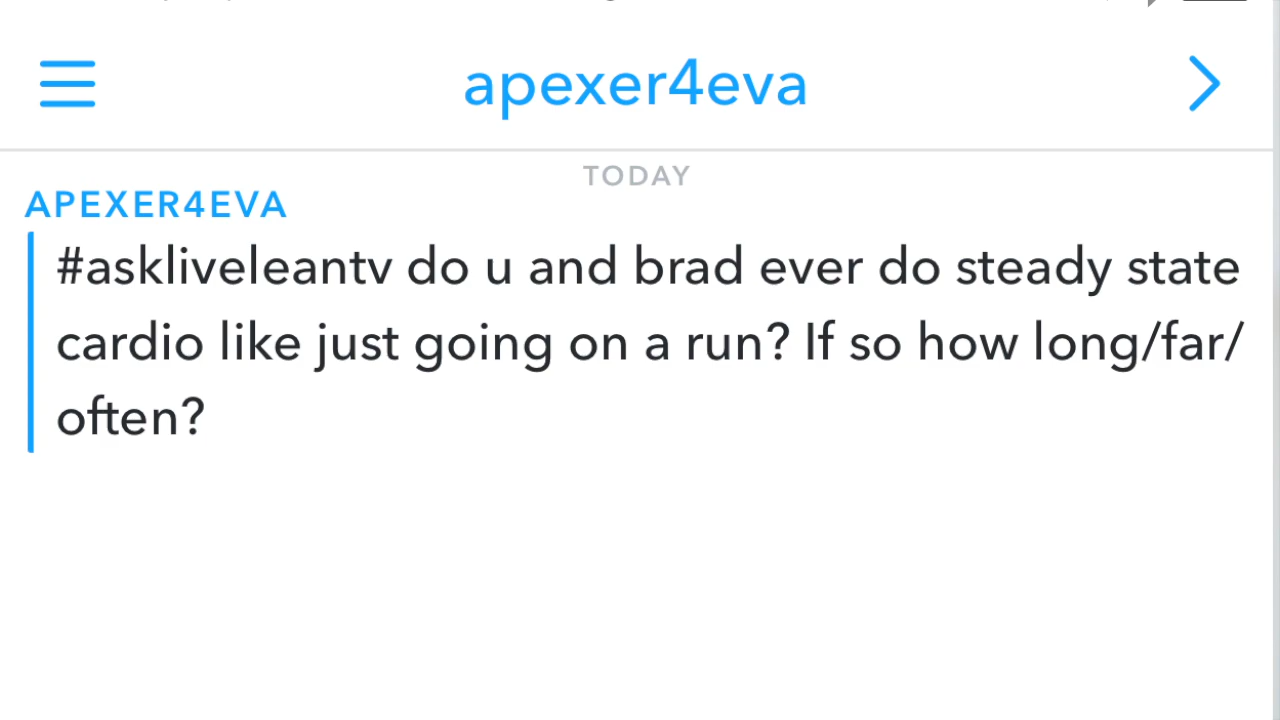 apexer4eva
TODAY
APEXER4EVA
#askliveleantv do u and brad ever do steady state
cardio like just going on a run? If so how long/far/
often?